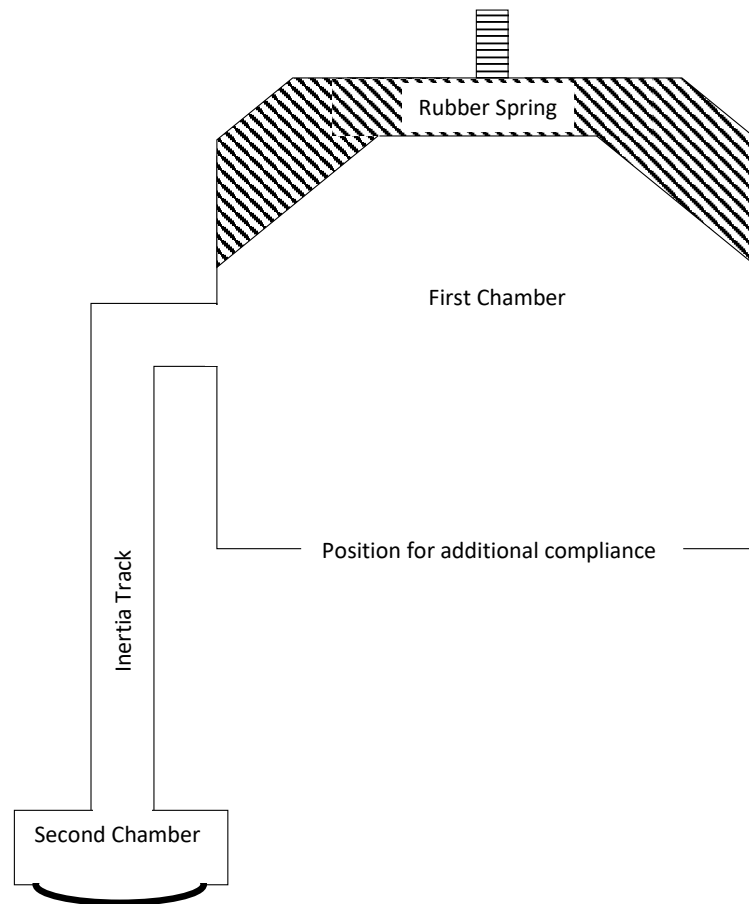 Rubber Spring
First Chamber
Position for additional compliance
Inertia Track
Second Chamber